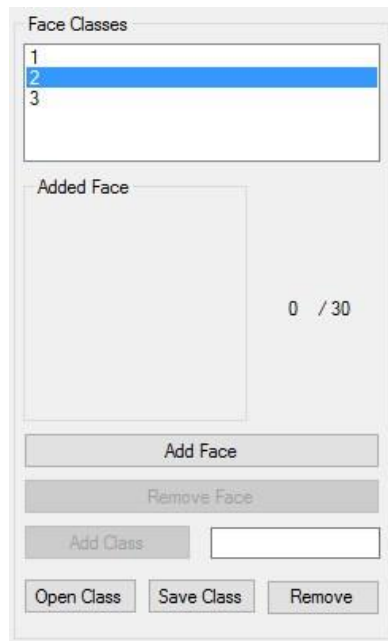 Face Classes
1
2
3
Added Face
0 / 30
Add Face
Remove Face
Add Class
Open Class Save Class Remove